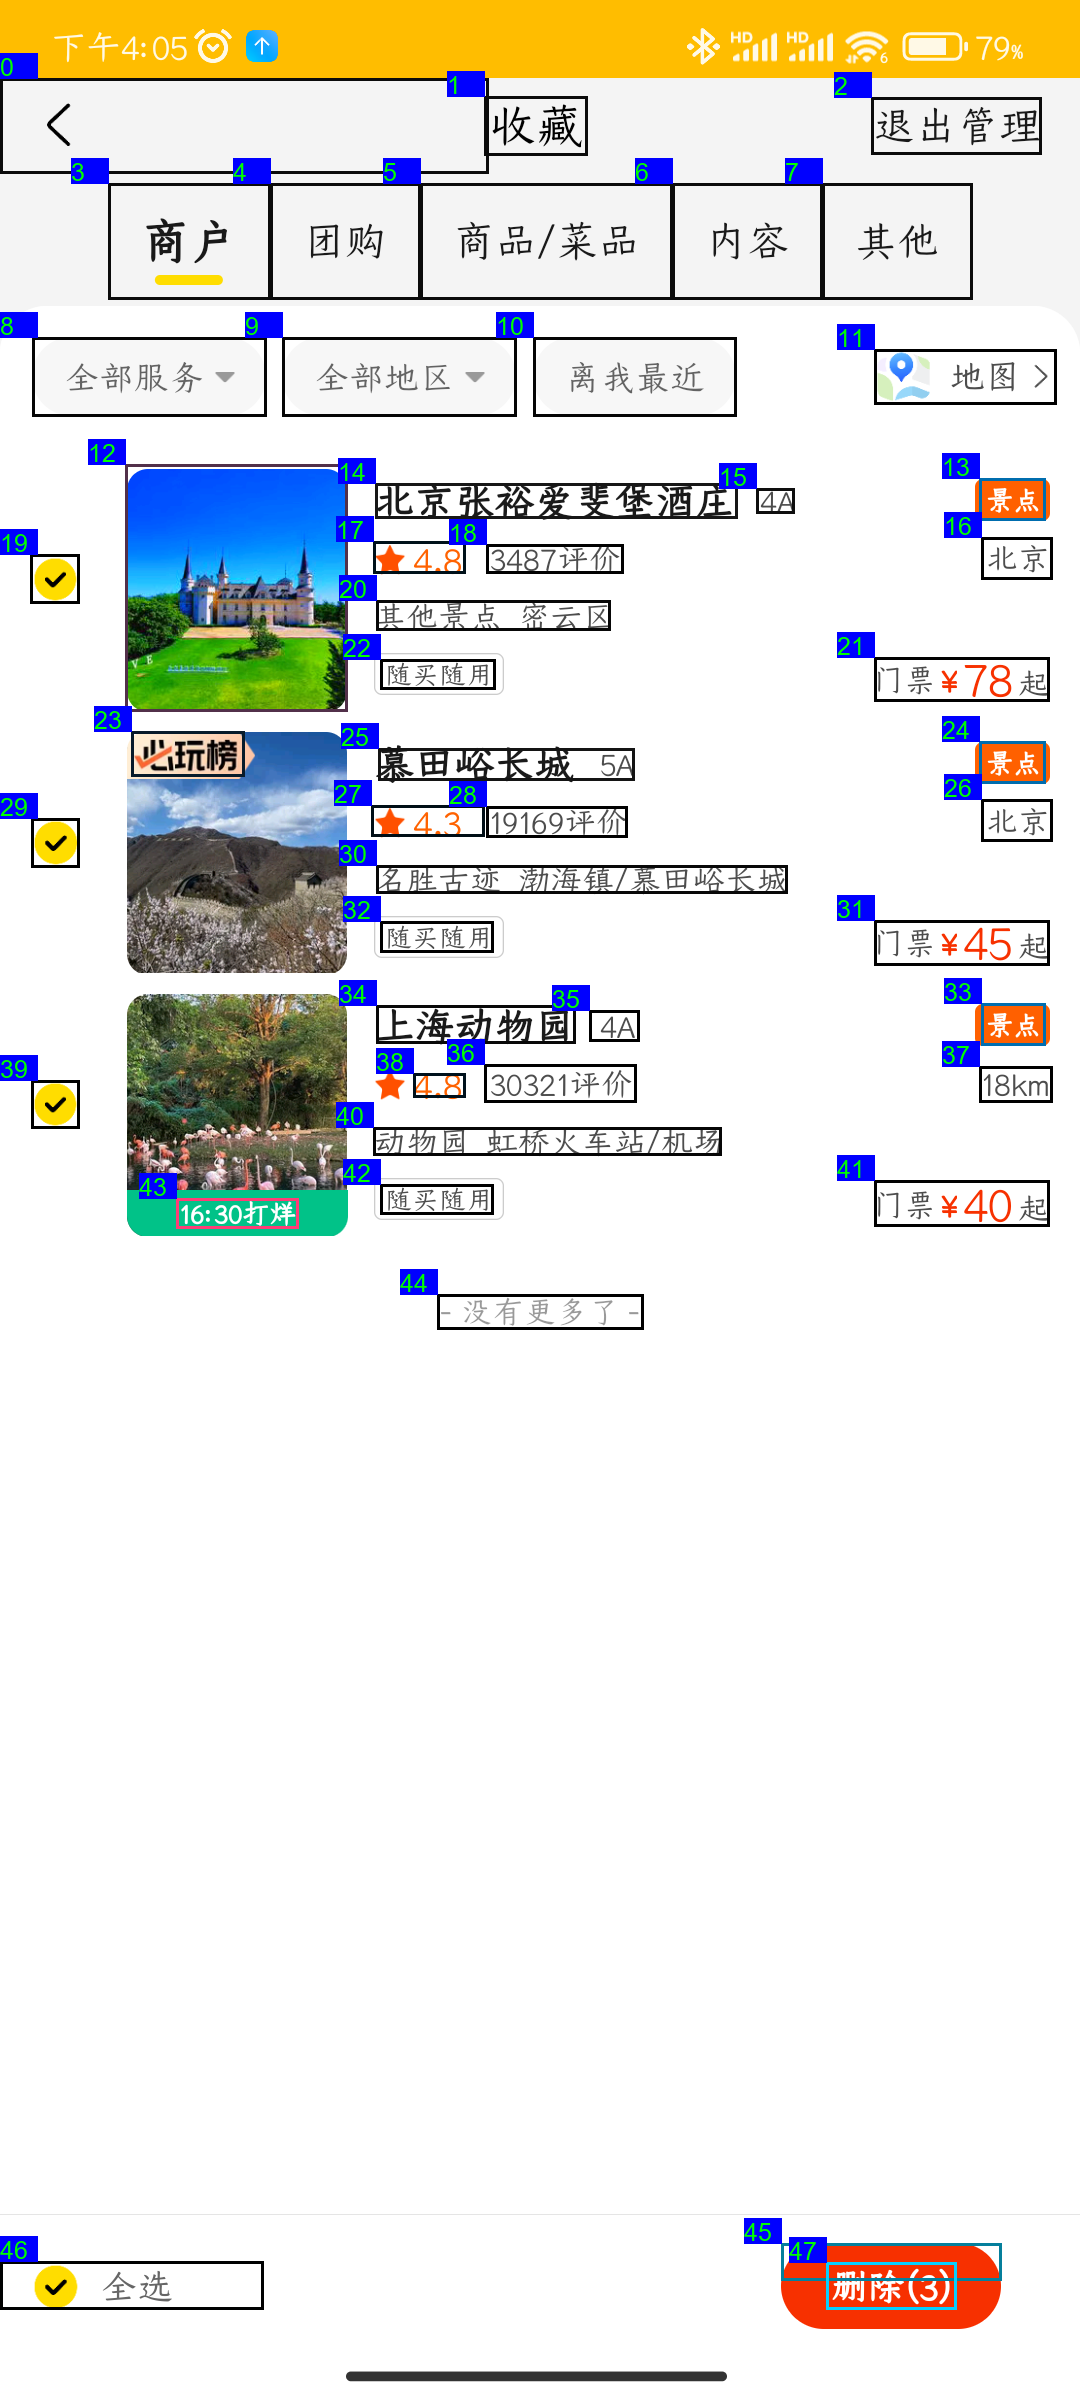 下午4:05 HD HD 6 79%
0
1
2
收藏
退出管理
3 4 5 6 7
商户 团购 商品/菜品 内容 其他
8 9 10 11
全部服务 全部地区 离我最近 地图
12 14 15 13
北京张裕爱斐堡酒庄 4A 景点
17 18 16
4.8 3487评价 北京
19
20
其他景点 密云区
22 21
随买随用 门票¥78起
23 25 24
必玩榜 慕田峪长城 5A 景点
27 28 26
4.3 19169评价 北京
29
30
名胜古迹 渤海镇/慕田峪长城
32 31
随买随用 门票¥45起
34 35 33
上海动物园 4A 景点
38 36 37
4.8 30321评价 18km
39
40
动物园 虹桥火车站/机场
42 41
随买随用 门票¥40起
43
16:30打烊
44
- 没有更多了 -
45
46 47
全选 删除(3)